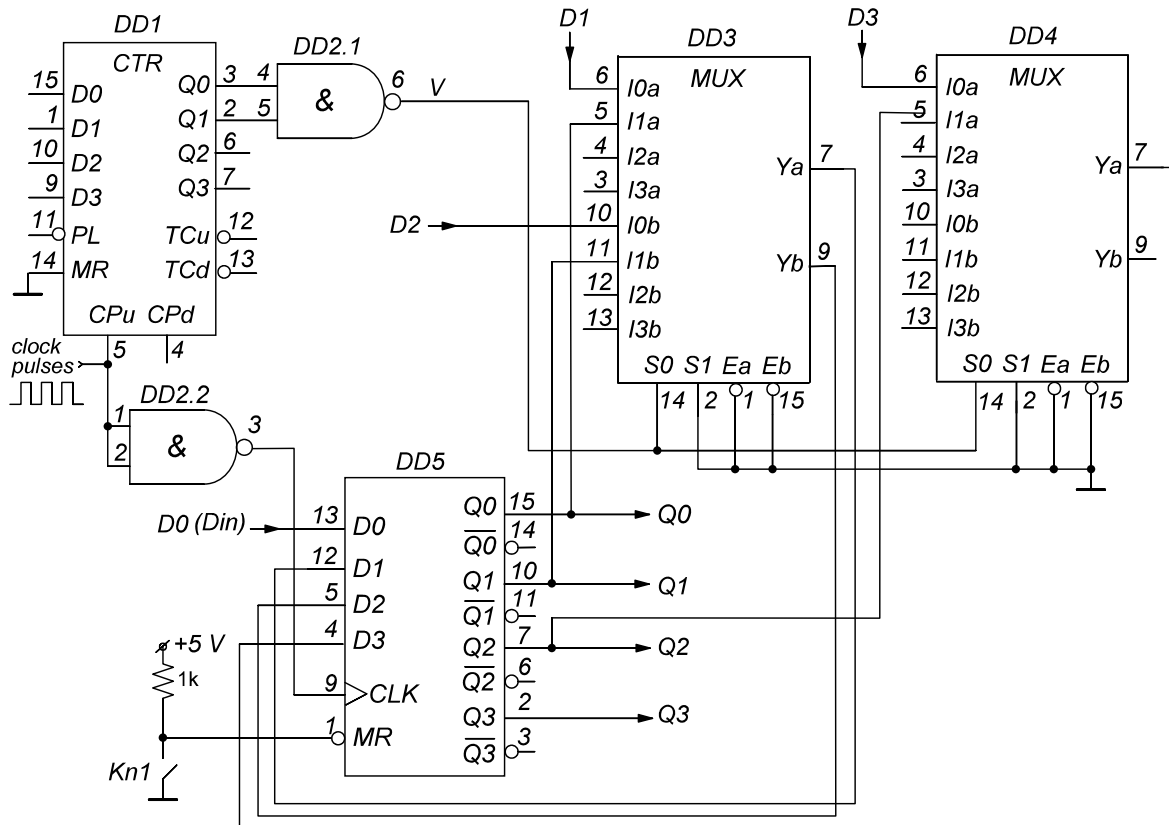 DD1
CTR
15 D0
1 D1
10 D2
9 D3
11 PL
14 MR
Q0 3
Q1 2
Q2 6
Q3 7
TCu 12
TCd 13
CPu CPd
5 4
clock
pulses
DD2.1
4
5
&
6
V
DD2.2
1
2
&
3
D1
DD3
MUX
6 I0a
5 I1a
4 I2a
3 I3a
D2
10 I0b
11 I1b
12 I2b
13 I3b
Ya 7
Yb 9
S0 S1 Ea Eb
14 2 1 15
D3
DD4
MUX
6 I0a
5 I1a
4 I2a
3 I3a
10 I0b
11 I1b
12 I2b
13 I3b
Ya 7
Yb 9
S0 S1 Ea Eb
14 2 1 15
DD5
D0 (Din)
13 D0
12 D1
5 D2
4 D3
9 CLK
1 MR
Q0 15 Q0
Q0 14
Q1 10 Q1
Q1 11
Q2 7 Q2
Q2 6
Q3 2 Q3
Q3 3
+5 V
1k
Kn1